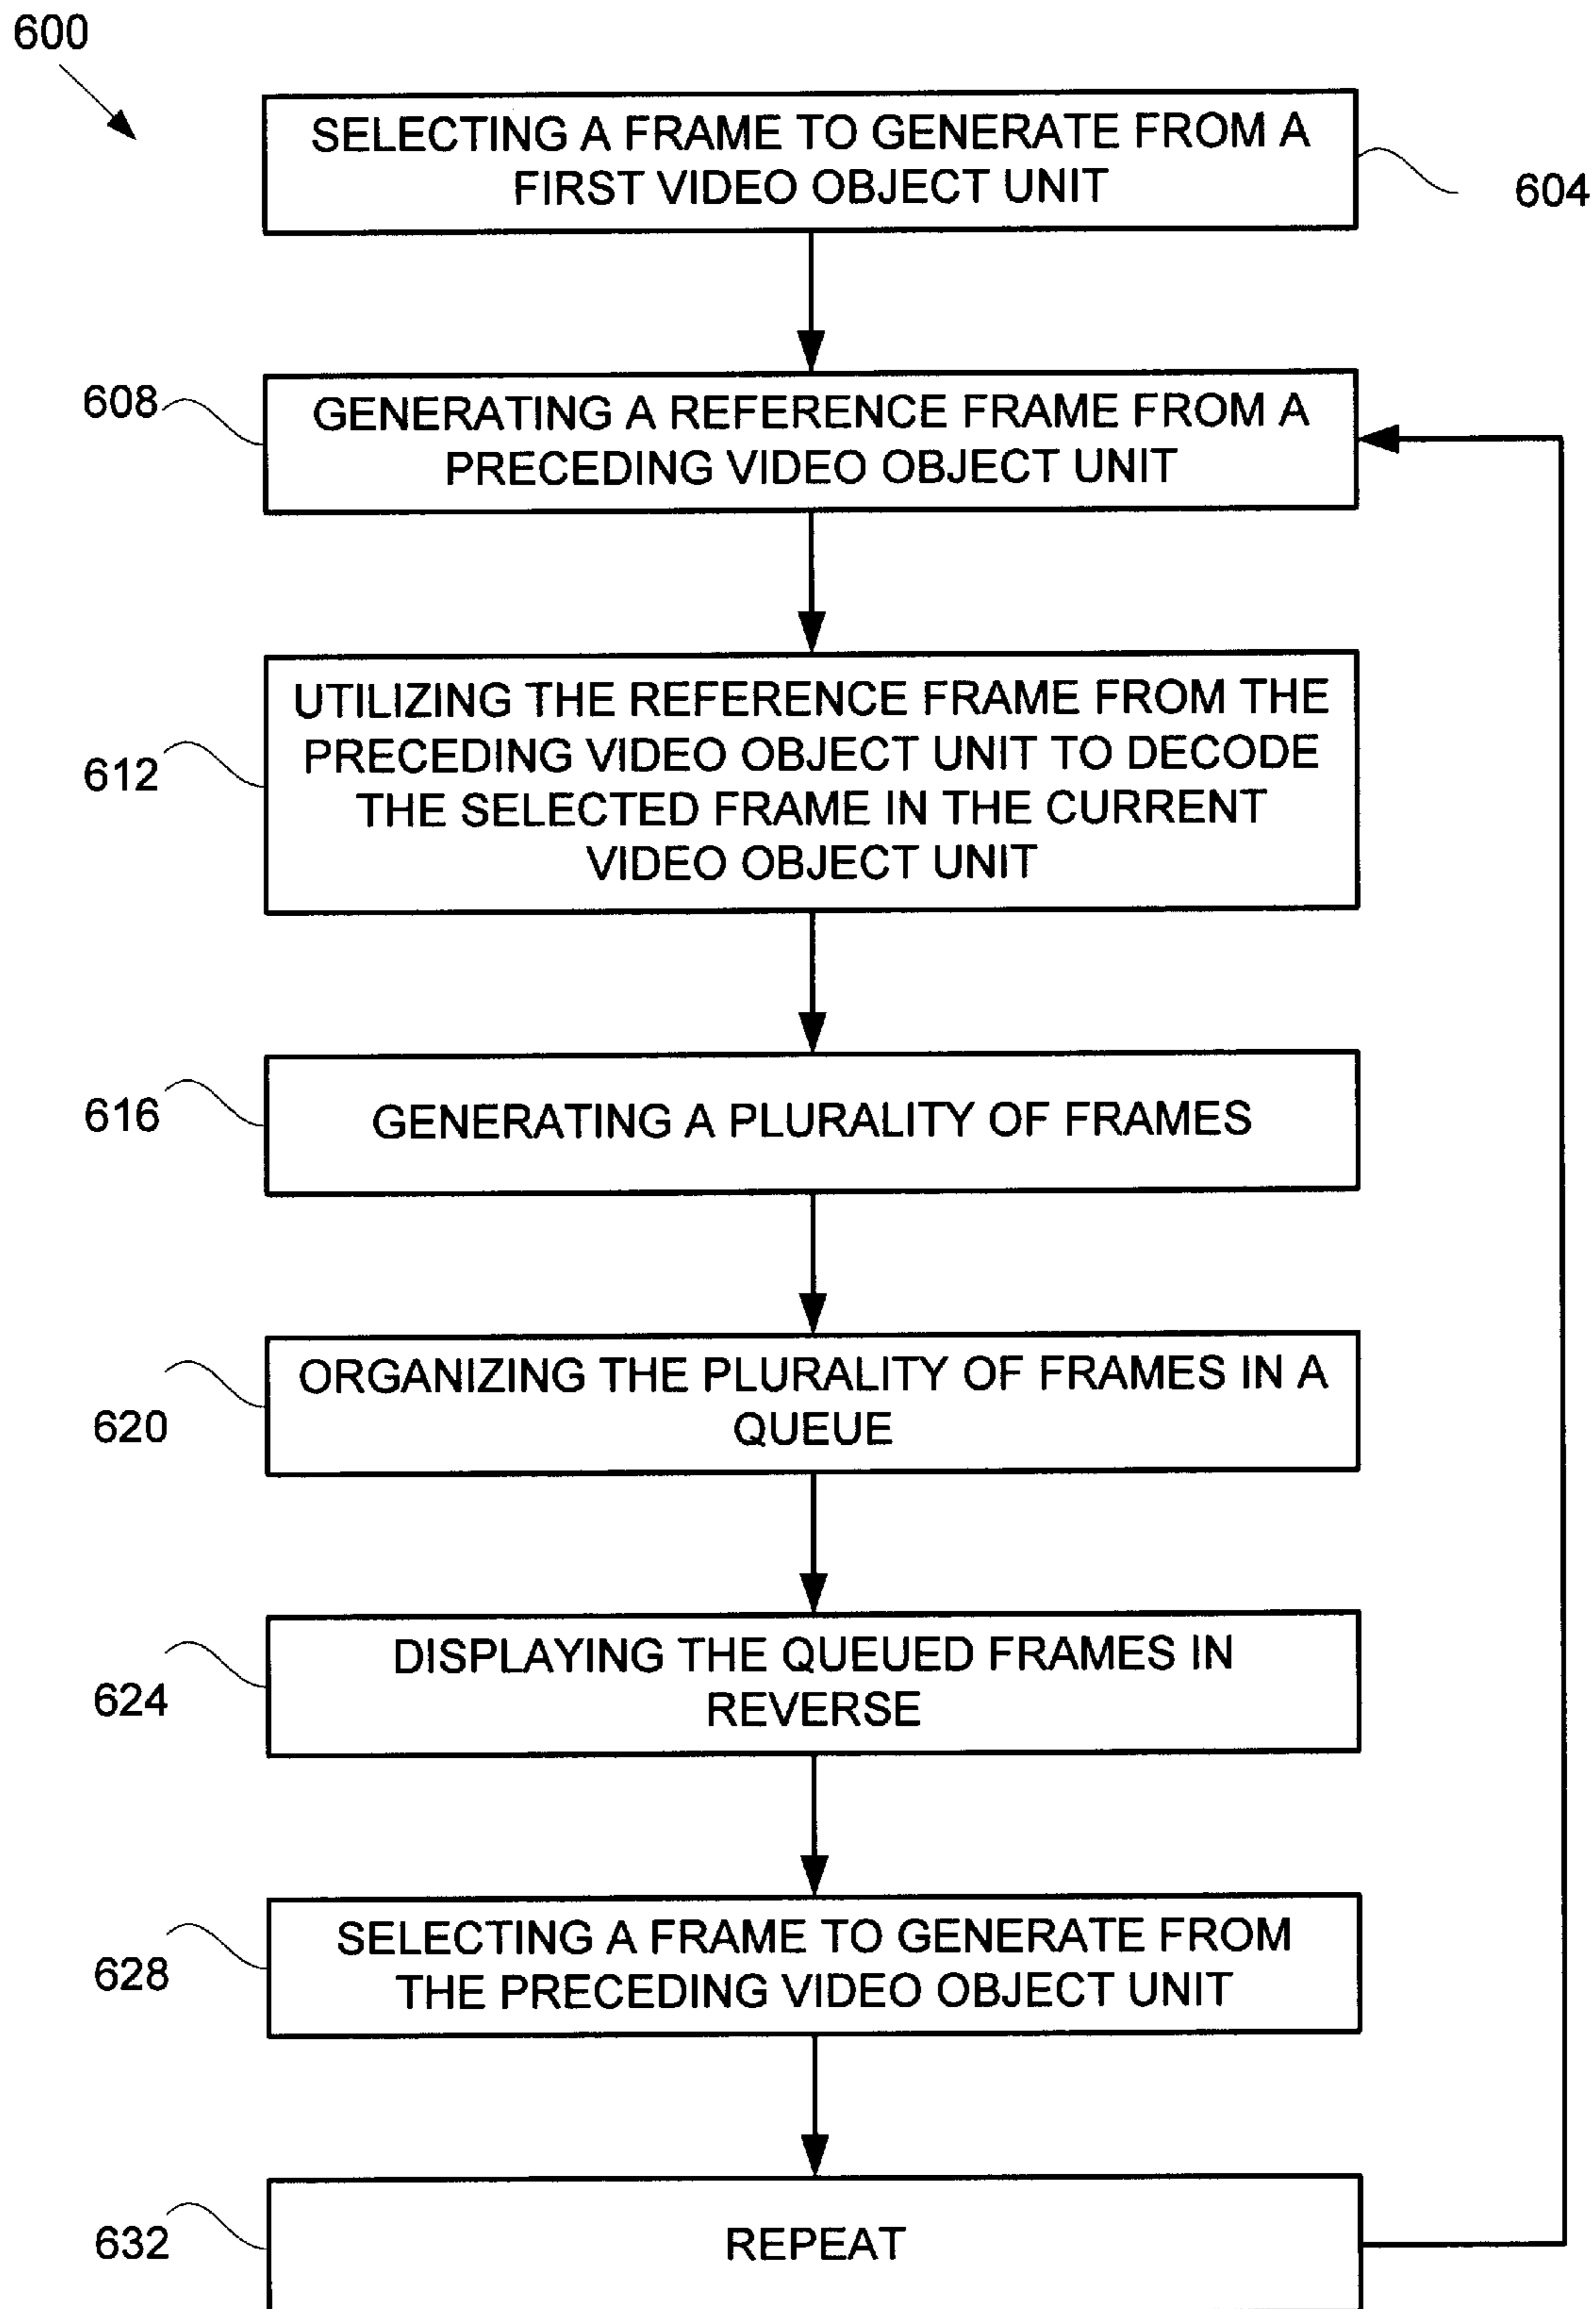 600
SELECTING A FRAME TO GENERATE FROM A
FIRST VIDEO OBJECT UNIT
604
608
GENERATING A REFERENCE FRAME FROM A
PRECEDING VIDEO OBJECT UNIT
UTILIZING THE REFERENCE FRAME FROM THE
PRECEDING VIDEO OBJECT UNIT TO DECODE
THE SELECTED FRAME IN THE CURRENT
VIDEO OBJECT UNIT
612
616
GENERATING A PLURALITY OF FRAMES
ORGANIZING THE PLURALITY OF FRAMES IN A
QUEUE
620
DISPLAYING THE QUEUED FRAMES IN
REVERSE
624
SELECTING A FRAME TO GENERATE FROM
THE PRECEDING VIDEO OBJECT UNIT
628
632
REPEAT